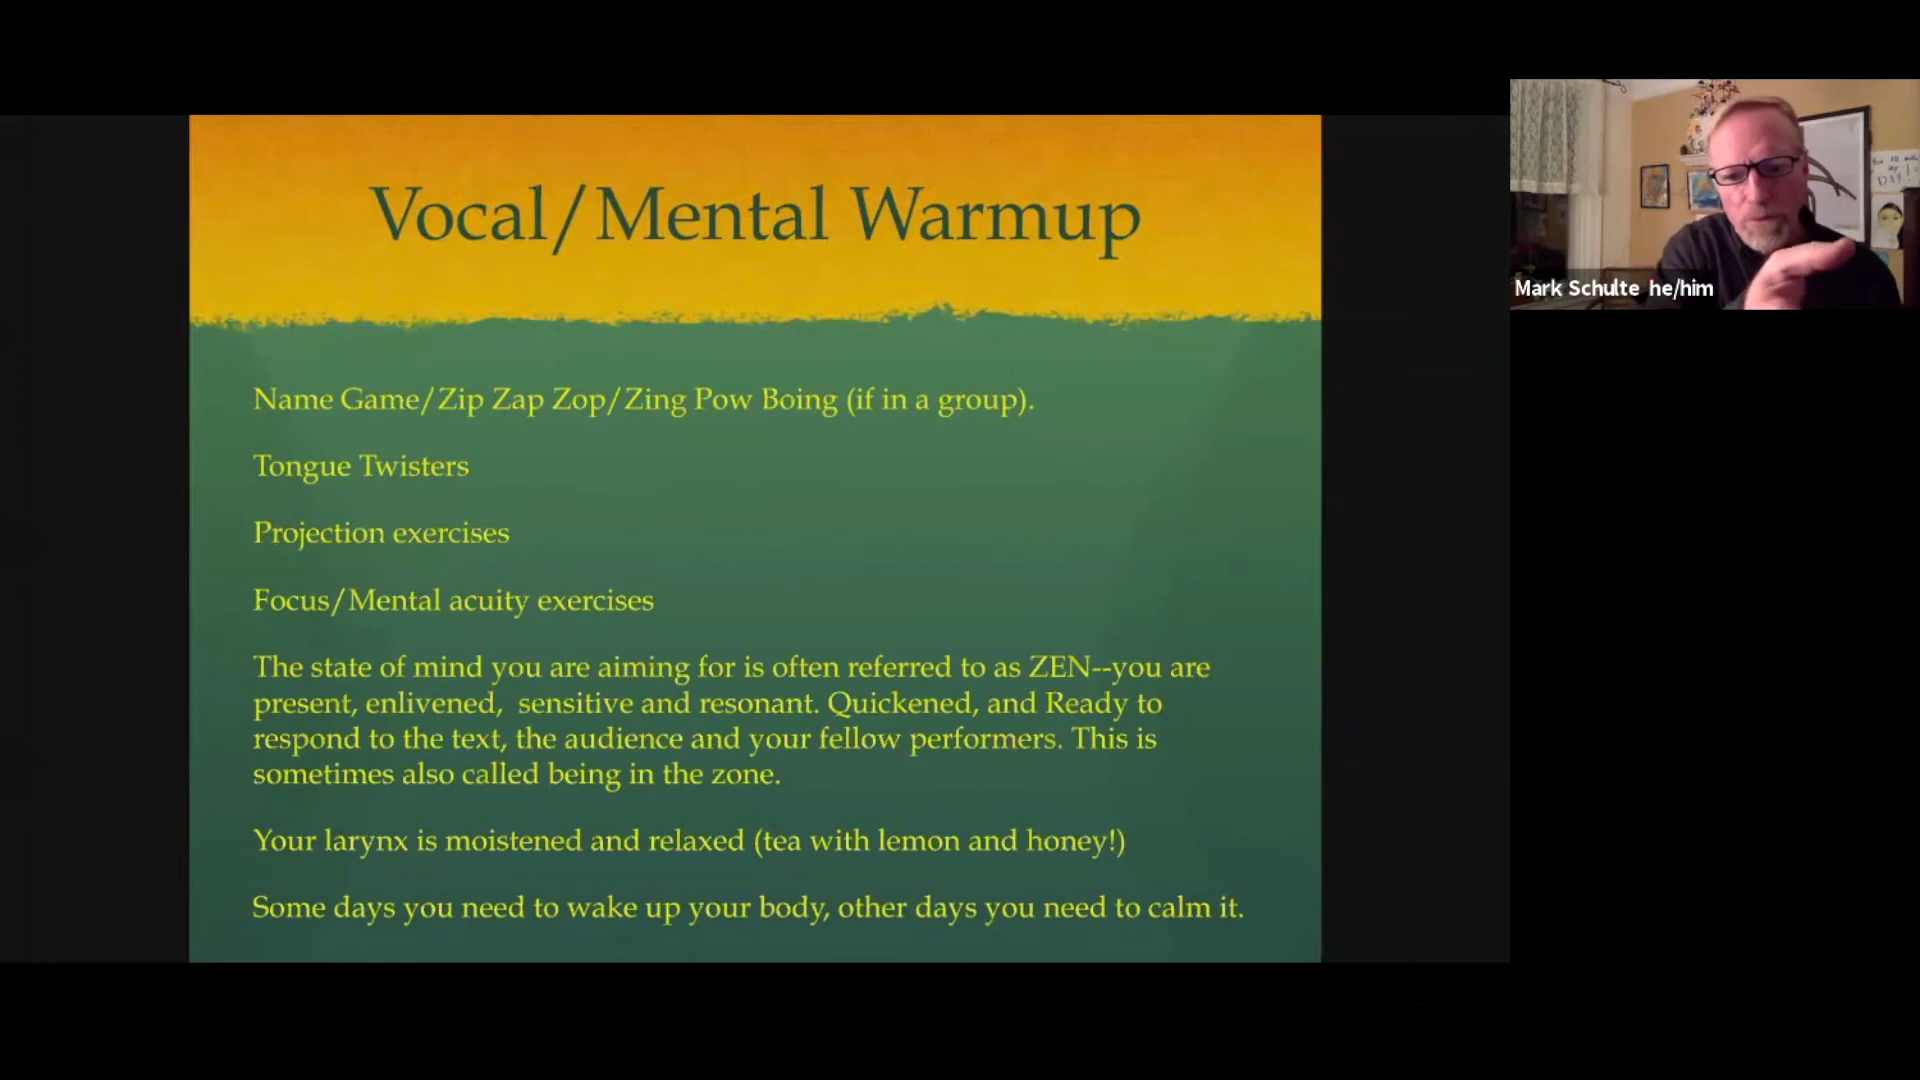 Vocal/Mental Warmup
Name Game/Zip Zap Zop/Zing Pow Boing (if in a group).
Tongue Twisters
Projection exercises
Focus/Mental acuity exercises
The state of mind you are aiming for is often referred to as ZEN--you are
present, enlivened,  sensitive and resonant. Quickened, and Ready to
respond to the text, the audience and your fellow performers. This is
sometimes also called being in the zone.
Your larynx is moistened and relaxed (tea with lemon and honey!)
Some days you need to wake up your body, other days you need to calm it.
Mark Schulte he/him
DAY!